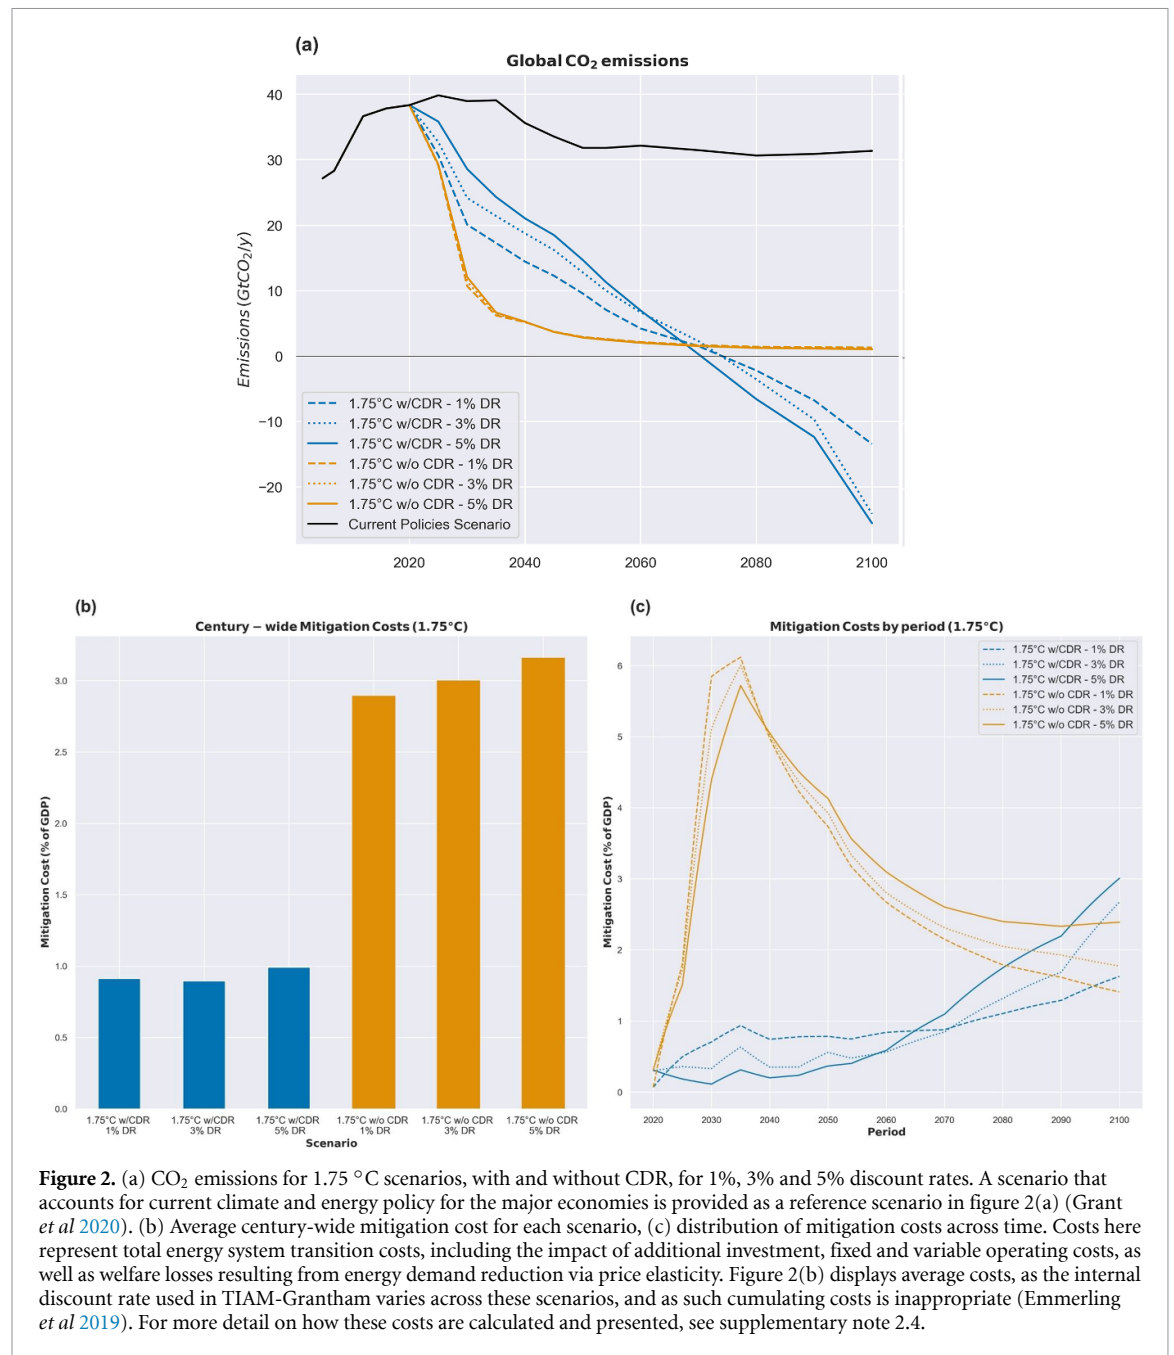 (a)
Global CO₂ emissions
40
30
20
10
0
−10
−20
Emissions (GtCO₂/y)
1.75°C w/CDR - 1% DR
1.75°C w/CDR - 3% DR
1.75°C w/CDR - 5% DR
1.75°C w/o CDR - 1% DR
1.75°C w/o CDR - 3% DR
1.75°C w/o CDR - 5% DR
Current Policies Scenario
2020 2040 2060 2080 2100
(b)
Century – wide Mitigation Costs (1.75°C)
3.0
2.5
2.0
1.5
1.0
0.5
0.0
Mitigation Cost (% of GDP)
1.75°C w/CDR 1.75°C w/CDR 1.75°C w/CDR 1.75°C w/o CDR 1.75°C w/o CDR 1.75°C w/o CDR
1% DR 3% DR 5% DR 1% DR 3% DR 5% DR
Scenario
(c)
Mitigation Costs by period (1.75°C)
1.75°C w/CDR - 1% DR
1.75°C w/CDR - 3% DR
1.75°C w/CDR - 5% DR
1.75°C w/o CDR - 1% DR
1.75°C w/o CDR - 3% DR
1.75°C w/o CDR - 5% DR
6
5
4
3
2
1
0
Mitigation Cost (% of GDP)
2020 2030 2040 2050 2060 2070 2080 2090 2100
Period
Figure 2. (a) CO₂ emissions for 1.75 °C scenarios, with and without CDR, for 1%, 3% and 5% discount rates. A scenario that
accounts for current climate and energy policy for the major economies is provided as a reference scenario in figure 2(a) (Grant
et al 2020). (b) Average century-wide mitigation cost for each scenario, (c) distribution of mitigation costs across time. Costs here
represent total energy system transition costs, including the impact of additional investment, fixed and variable operating costs, as
well as welfare losses resulting from energy demand reduction via price elasticity. Figure 2(b) displays average costs, as the internal
discount rate used in TIAM-Grantham varies across these scenarios, and as such cumulating costs is inappropriate (Emmerling
et al 2019). For more detail on how these costs are calculated and presented, see supplementary note 2.4.